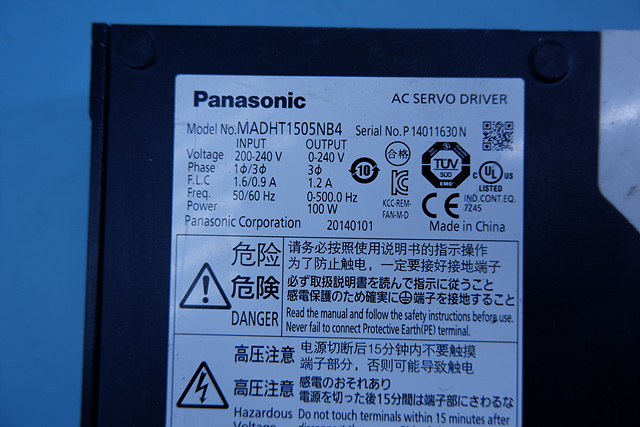 Panasonic AC SERVO DRIVER
Model No.MADHT1505NB4 Serial No.P14011630N
INPUT OUTPUT
Voltage 200-240 V 0-240 V
Phase 1ϕ/3ϕ 3ϕ
F.L.C 1.6/0.9 A 1.2 A
Freq. 50/60 Hz 0-500.0 Hz
Power 100 W
Panasonic Corporation 20140101
10
合格
KCC-REM-
FAN-M-D
TÜV
SUD
EMC
C UL US
LISTED
IND.CONT.EQ.
7Z45
CE
Made in China
危险
危険
DANGER
请务必按照使用说明书的指示操作
为了防止触电，一定要接好接地端子
必ず取扱説明書を読んで指示に従うこと
感電保護のため確実に⏚端子を接地すること
Read the manual and follow the safety instructions before use.
Never fail to connect Protective Earth(PE) terminal.
高压注意
电源切断后15分钟内不要触摸
端子部分，否则可能导致触电
高圧注意
感電のおそれあり
電源を切った後15分間は端子部にさわるな
Hazardous
Voltage
Do not touch terminals within 15 minutes after